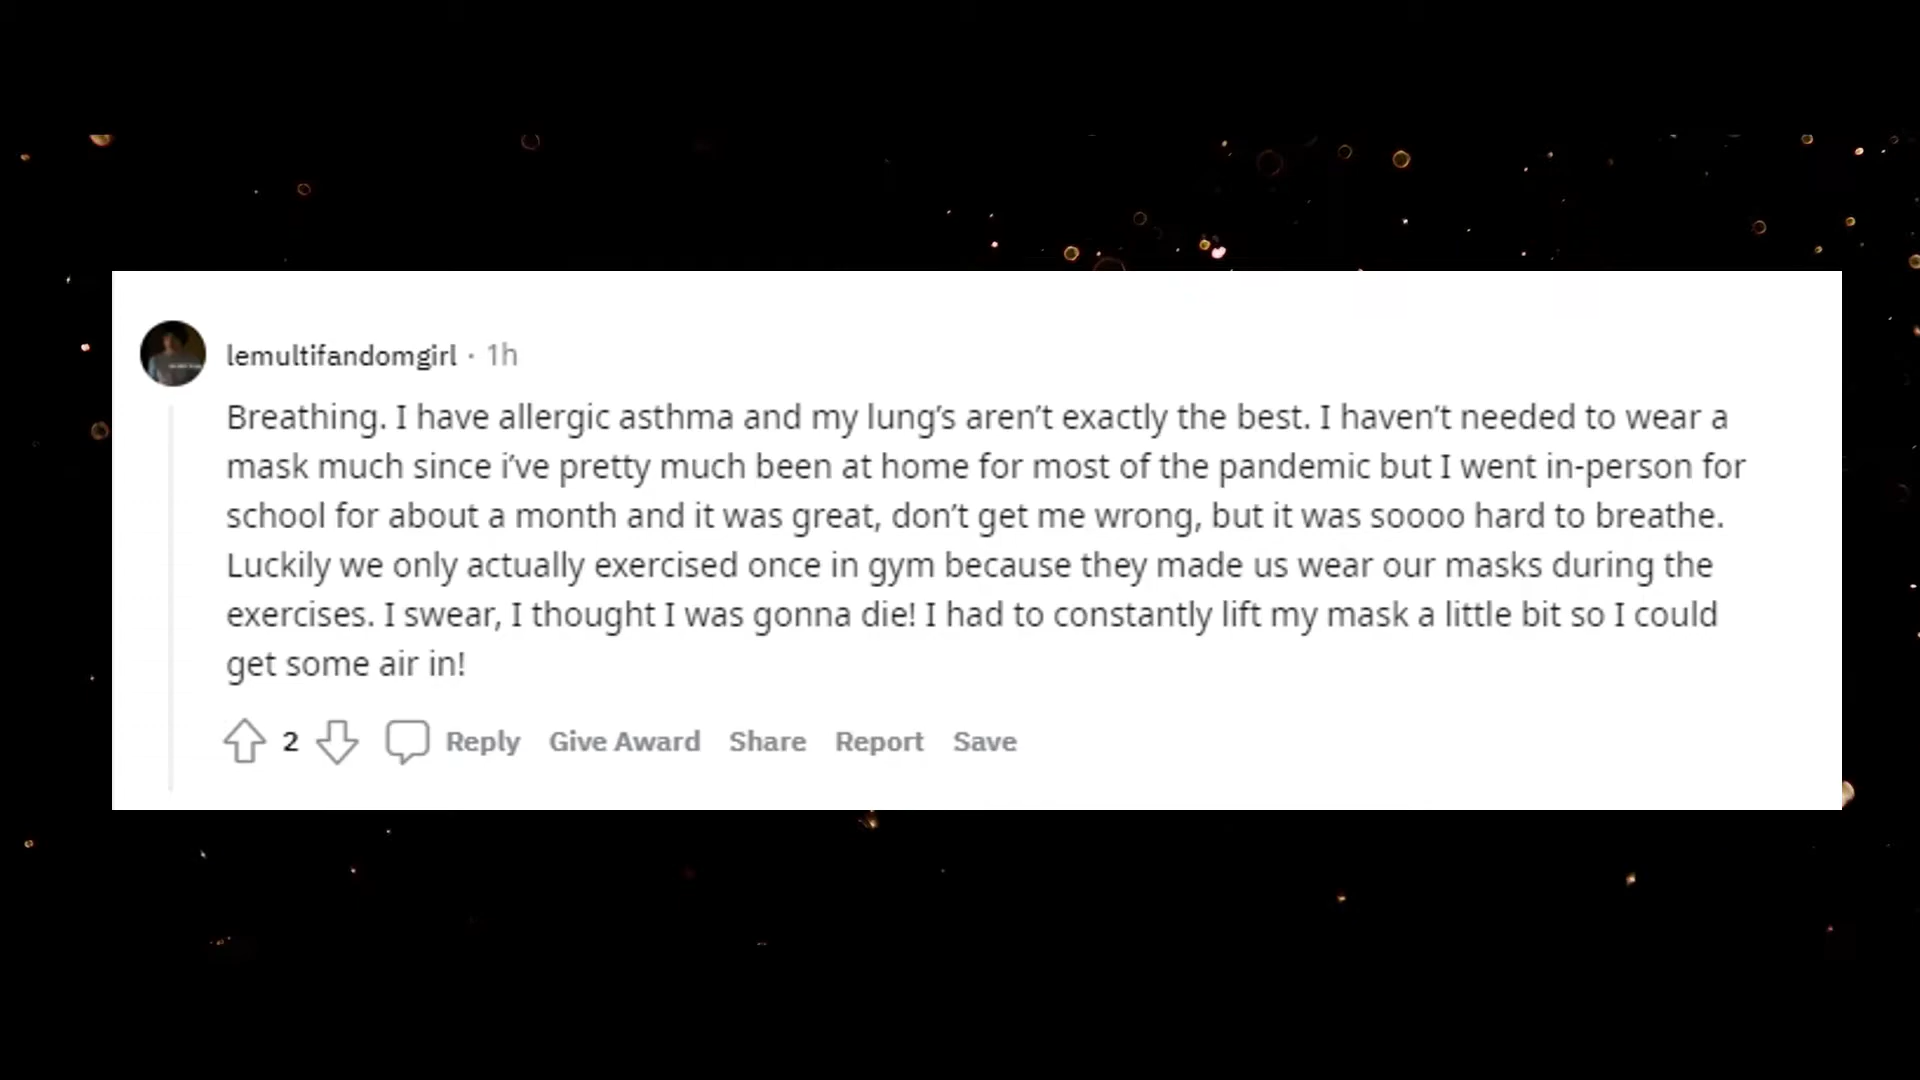 lemultifandomgirl · 1h
Breathing. I have allergic asthma and my lung’s aren’t exactly the best. I haven’t needed to wear a
mask much since i’ve pretty much been at home for most of the pandemic but I went in-person for
school for about a month and it was great, don’t get me wrong, but it was soooo hard to breathe.
Luckily we only actually exercised once in gym because they made us wear our masks during the
exercises. I swear, I thought I was gonna die! I had to constantly lift my mask a little bit so I could
get some air in!
2 Reply Give Award Share Report Save